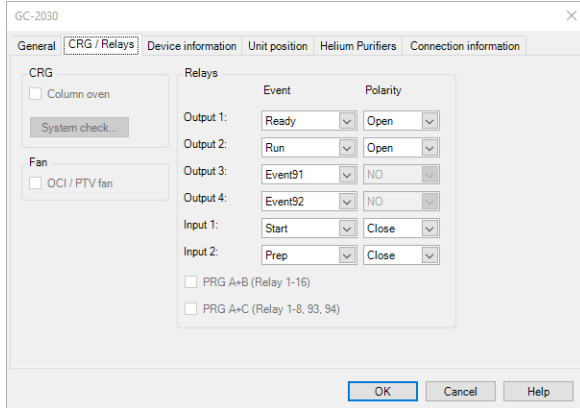 GC-2030
General CRG / Relays Device information Unit position Helium Purifiers Connection information
CRG
Column oven
System check...
Fan
OCI / PTV fan
Relays
Event Polarity
Output 1: Ready Open
Output 2: Run Open
Output 3: Event91 NO
Output 4: Event92 NO
Input 1: Start Close
Input 2: Prep Close
PRG A+B (Relay 1-16)
PRG A+C (Relay 1-8, 93, 94)
OK Cancel Help